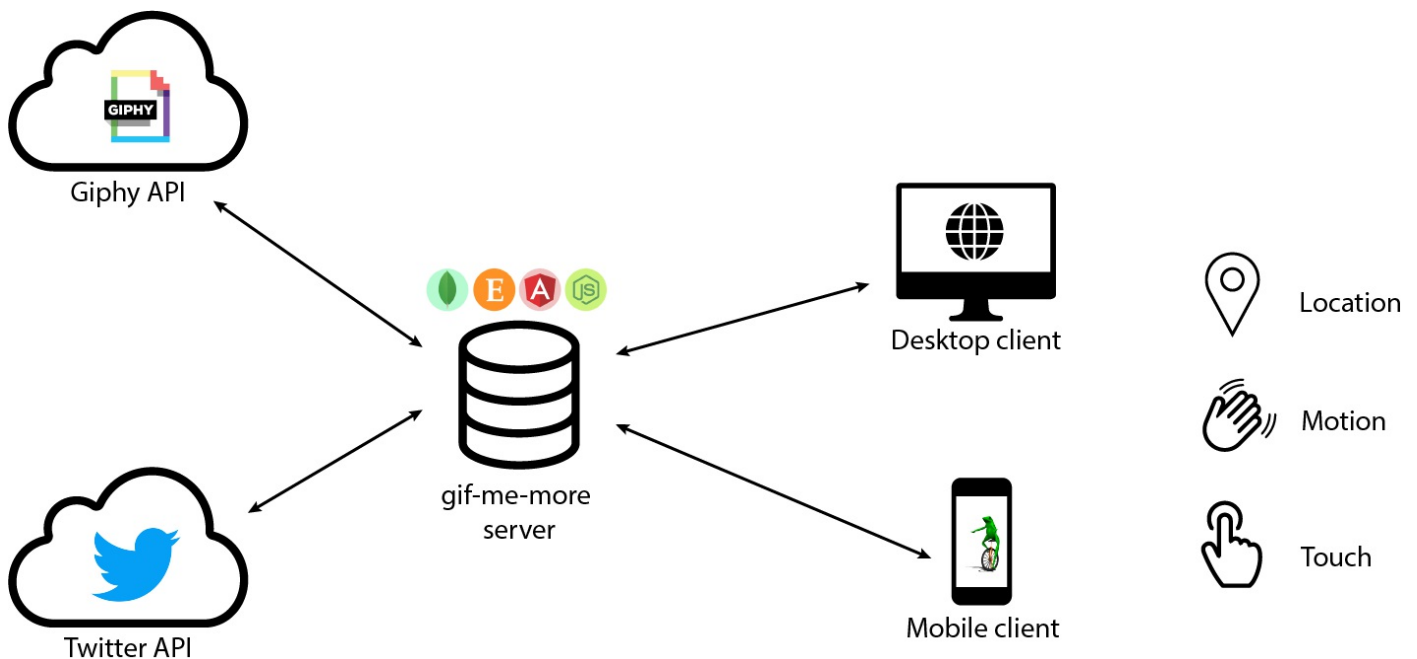 GIPHY
Giphy API
E
A
JS
gif-me-more
server
Twitter API
Desktop client
Mobile client
Location
Motion
Touch